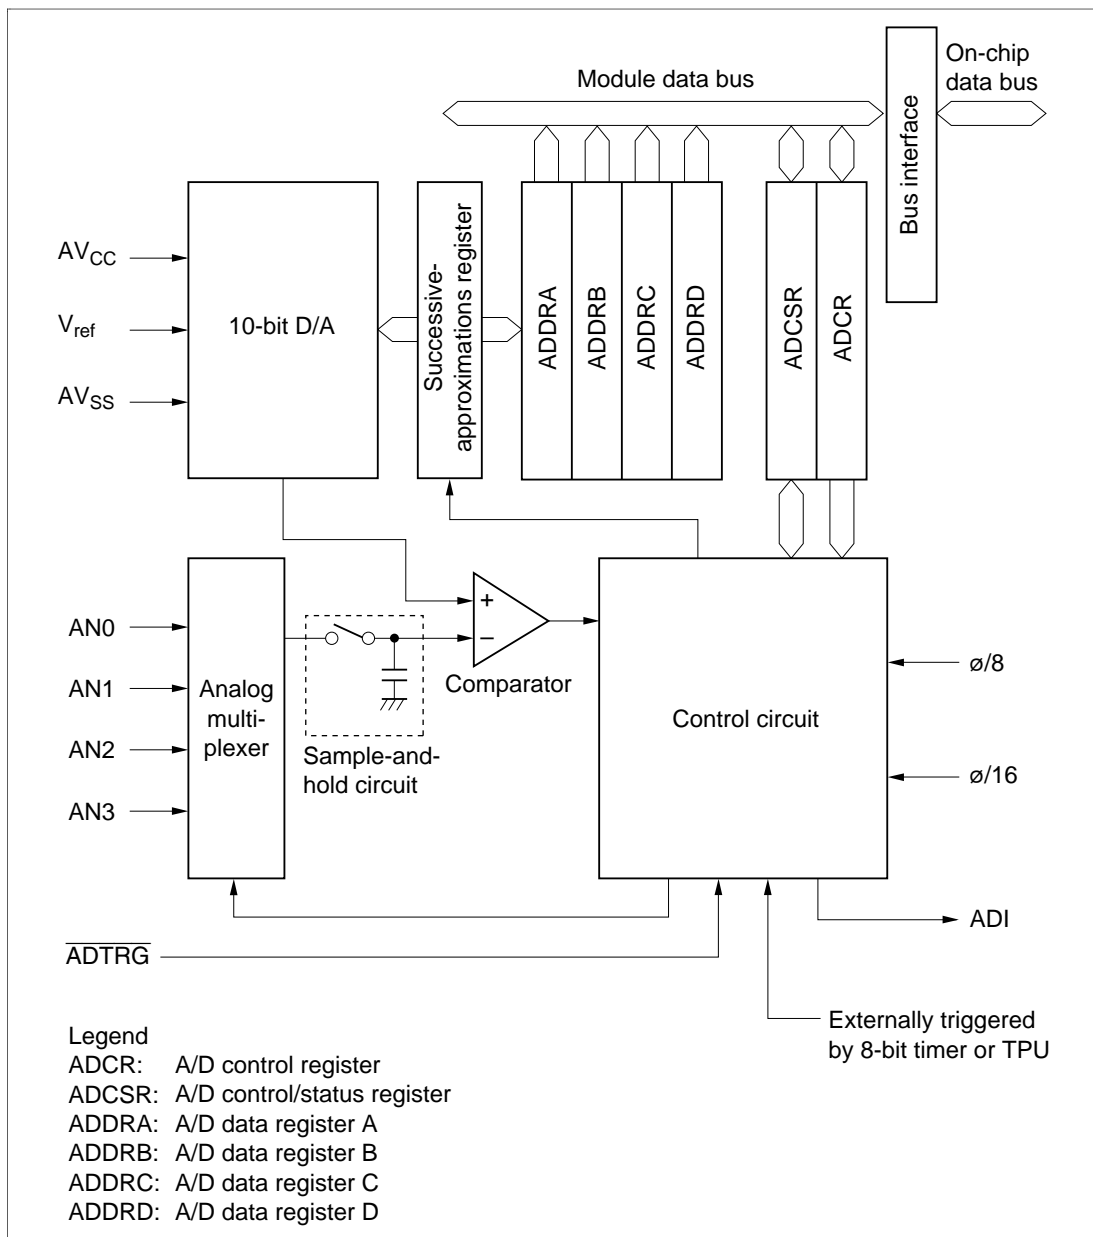 Module data bus
On-chip
data bus
Bus interface
AVCC
Vref
AVSS
10-bit D/A
Successive-
approximations register
ADDRA
ADDRB
ADDRC
ADDRD
ADCSR
ADCR
AN0
AN1
AN2
AN3
Analog
multi-
plexer
+
−
Comparator
Sample-and-
hold circuit
Control circuit
ø/8
ø/16
ADI
ADTRG
Externally triggered
by 8-bit timer or TPU
Legend
ADCR: A/D control register
ADCSR: A/D control/status register
ADDRA: A/D data register A
ADDRB: A/D data register B
ADDRC: A/D data register C
ADDRD: A/D data register D